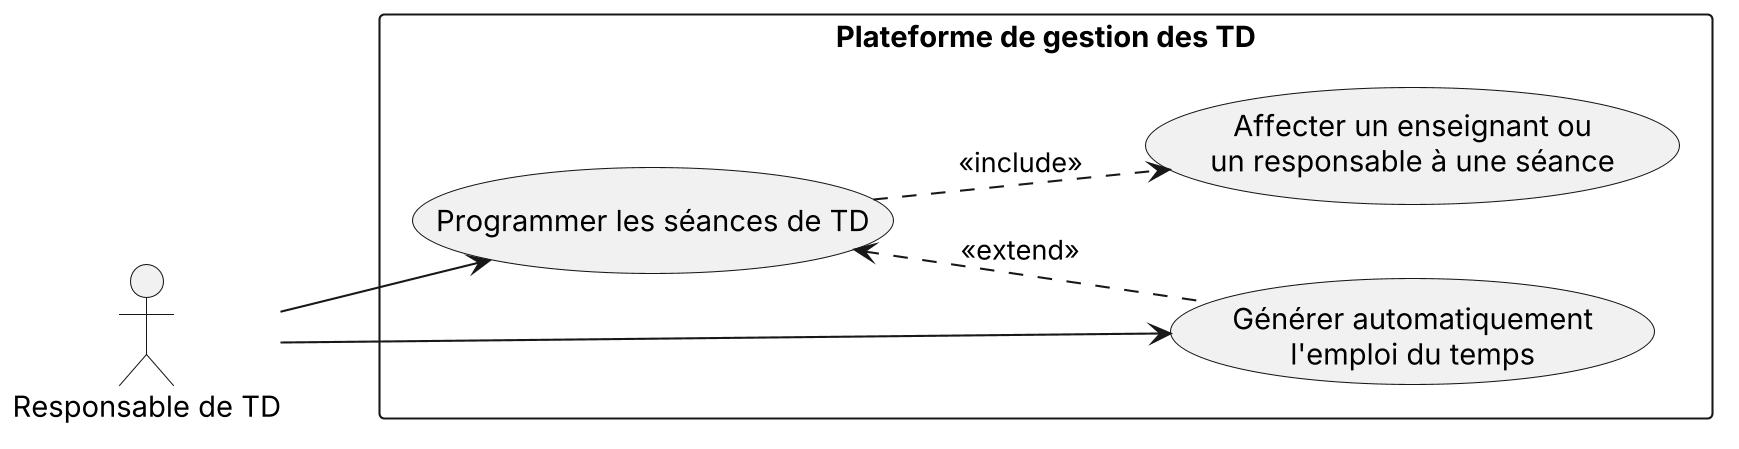 Plateforme de gestion des TD
Affecter un enseignant ou
un responsable à une séance
«include»
Programmer les séances de TD
«extend»
Générer automatiquement
l'emploi du temps
Responsable de TD